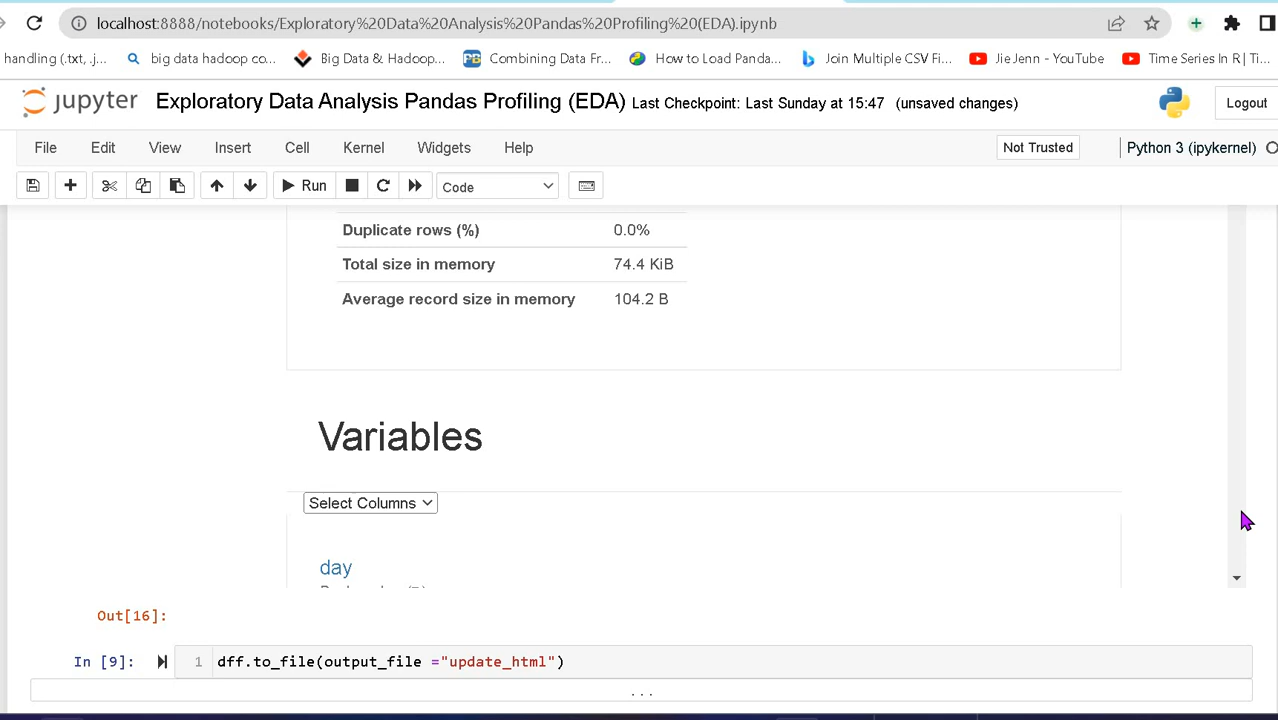 localhost:8888/notebooks/Exploratory%20Data%20Analysis%20Pandas%20Profiling%20(EDA).ipynb
handling (.txt, .j... big data hadoop co... Big Data & Hadoop... Combining Data Fr... How to Load Panda... Join Multiple CSV Fi... Jie Jenn - YouTube Time Series In R | Ti...
jupyter Exploratory Data Analysis Pandas Profiling (EDA) Last Checkpoint: Last Sunday at 15:47 (unsaved changes) Logout
File Edit View Insert Cell Kernel Widgets Help Not Trusted Python 3 (ipykernel)
Run Code
Duplicate rows (%) 0.0%
Total size in memory 74.4 KiB
Average record size in memory 104.2 B
Variables
Select Columns
day
Out[16]:
In [9]: 1 dff.to_file(output_file ="update_html")
...